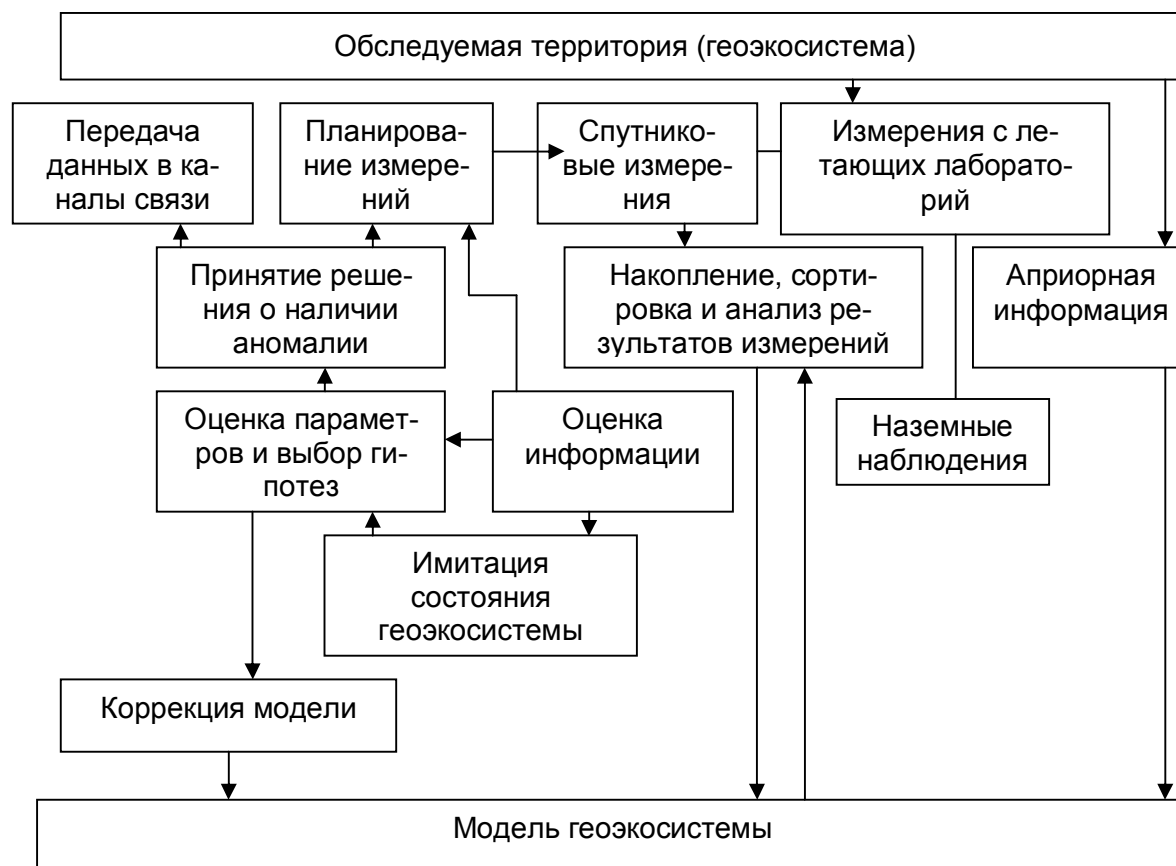 Обследуемая территория (геоэкосистема)
Передача
данных в ка-
налы связи
Планирова-
ние измере-
ний
Спутнико-
вые измере-
ния
Измерения с ле-
тающих лаборато-
рий
Принятие реше-
ния о наличии
аномалии
Накопление, сорти-
ровка и анализ ре-
зультатов измерений
Априорная
информация
Оценка парамет-
ров и выбор ги-
потез
Оценка
информации
Наземные
наблюдения
Имитация
состояния
геоэкосистемы
Коррекция модели
Модель геоэкосистемы